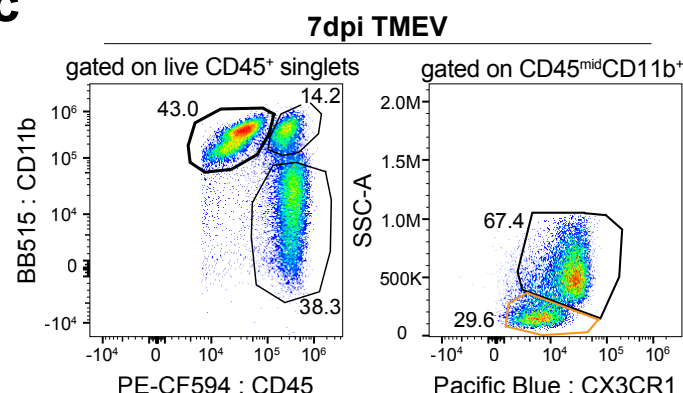 c
7dpi TMEV
gated on live CD45⁺ singlets
gated on CD45ᵐⁱᵈCD11b⁺
BB515 : CD11b
10⁶
10⁵
10⁴
0
-10⁴
43.0
14.2
38.3
-10⁴ 0 10⁴ 10⁵ 10⁶
PE-CF594 : CD45
SSC-A
2.0M
1.5M
1.0M
500K
0
67.4
29.6
-10⁴ 0 10⁴ 10⁵ 10⁶
Pacific Blue : CX3CR1